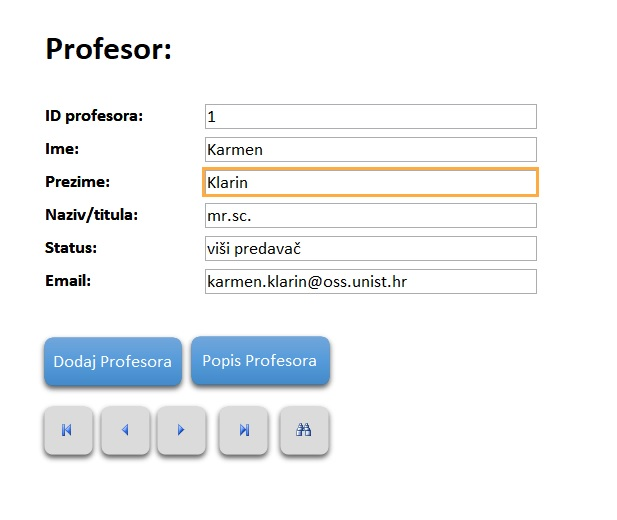 Profesor:
ID profesora: 1
Ime: Karmen
Prezime: Klarin
Naziv/titula: mr.sc.
Status: viši predavač
Email: karmen.klarin@oss.unist.hr
Dodaj Profesora Popis Profesora